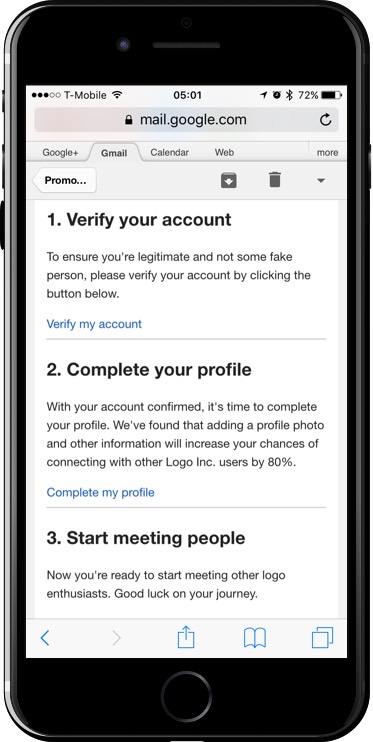 T-Mobile 05:01 72%
mail.google.com
Google+ Gmail Calendar Web more
Promo...
1. Verify your account
To ensure you're legitimate and not some fake
person, please verify your account by clicking the
button below.
Verify my account
2. Complete your profile
With your account confirmed, it's time to complete
your profile. We've found that adding a profile photo
and other information will increase your chances of
connecting with other Logo Inc. users by 80%.
Complete my profile
3. Start meeting people
Now you're ready to start meeting other logo
enthusiasts. Good luck on your journey.